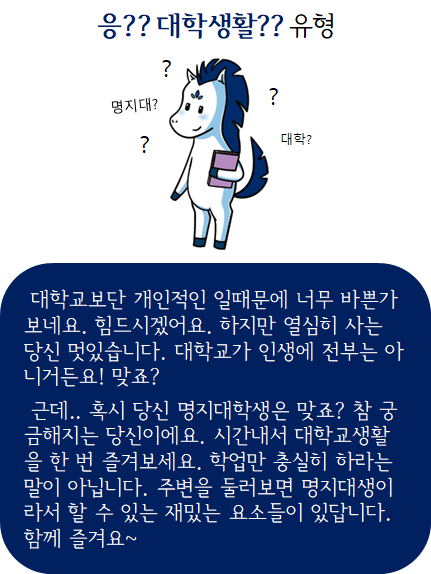 응?? 대학생활?? 유형
?
?
명지대?
?
대학?
대학교보단 개인적인 일때문에 너무 바쁜가
보네요. 힘드시겠어요. 하지만 열심히 사는
당신 멋있습니다. 대학교가 인생에 전부는 아
니거든요! 맞죠?
근데.. 혹시 당신 명지대학생은 맞죠? 참 궁
금해지는 당신이에요. 시간내서 대학교생활
을 한 번 즐겨보세요. 학업만 충실히 하라는
말이 아닙니다. 주변을 둘러보면 명지대생이
라서 할 수 있는 재밌는 요소들이 있답니다.
함께 즐겨요~